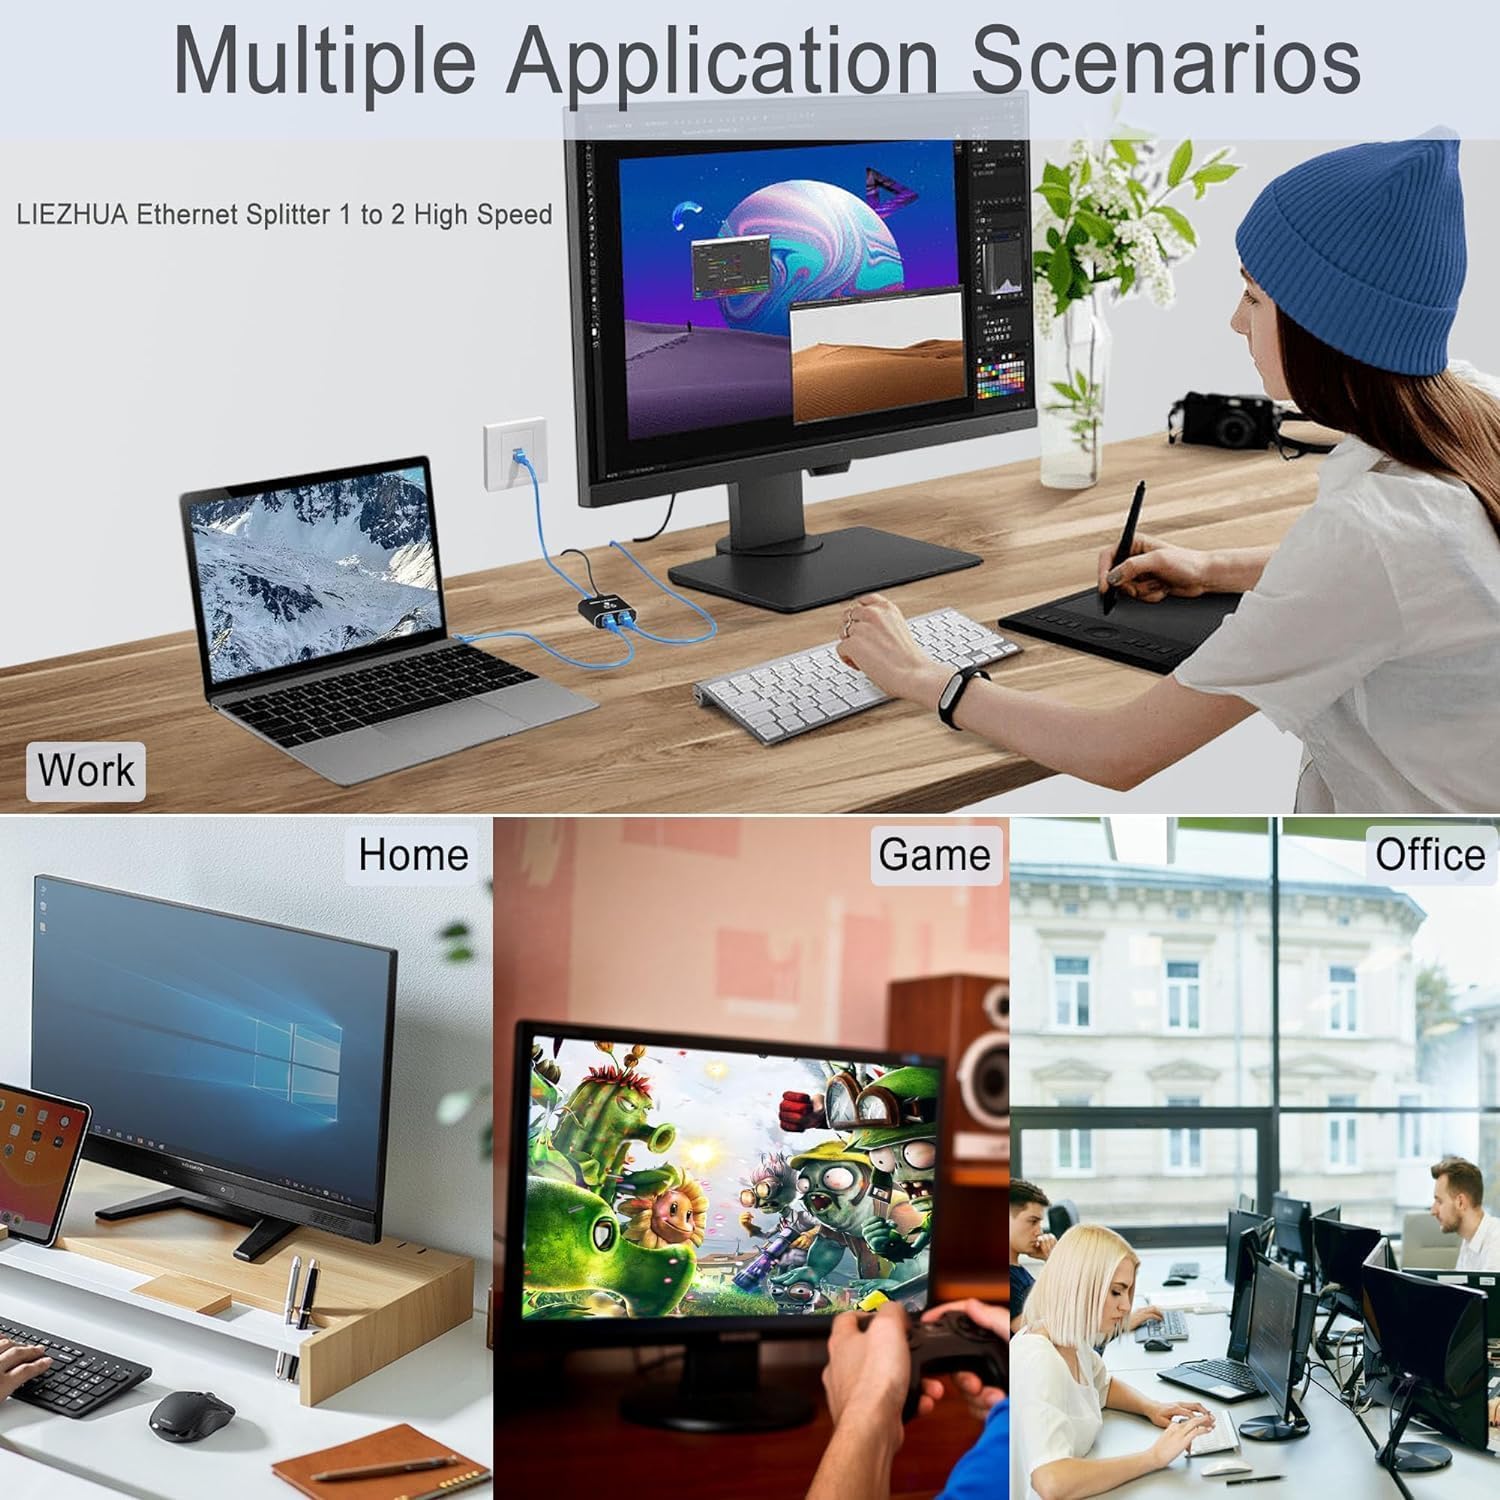 Multiple Application Scenarios
LIEZHUA Ethernet Splitter 1 to 2 High Speed
Work
Home
Game
Office